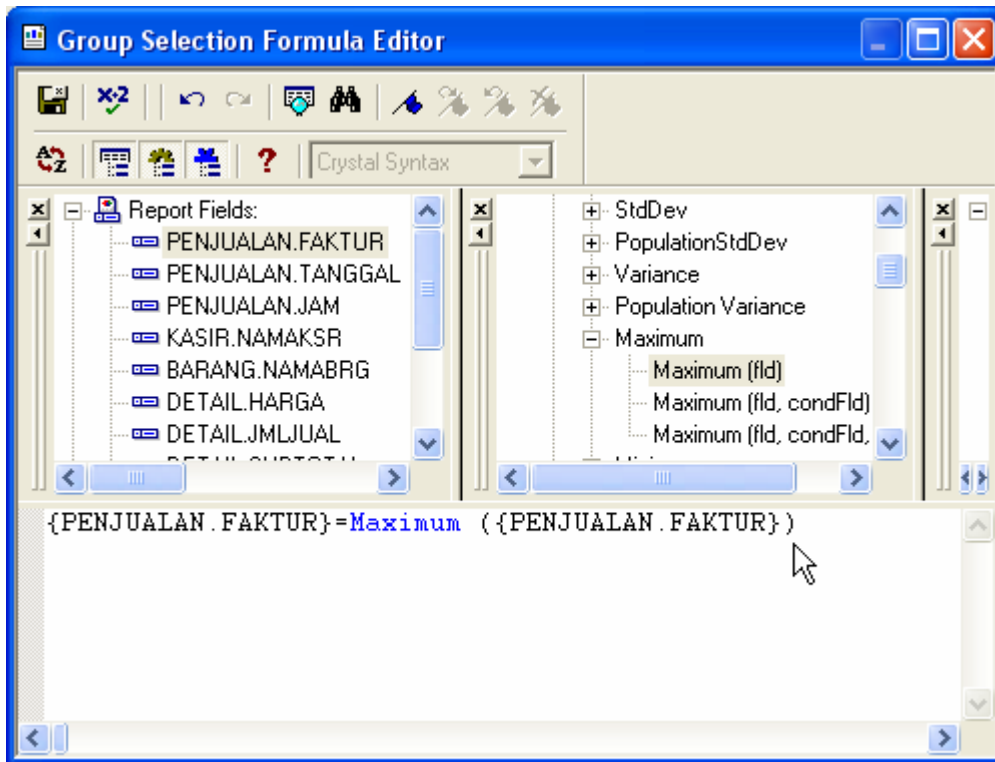 Group Selection Formula Editor
Crystal Syntax
Report Fields:
PENJUALAN.FAKTUR
PENJUALAN.TANGGAL
PENJUALAN.JAM
KASIR.NAMAKSR
BARANG.NAMABRG
DETAIL.HARGA
DETAIL.JMLJUAL
StdDev
PopulationStdDev
Variance
Population Variance
Maximum
Maximum (fld)
Maximum (fld, condFld)
Maximum (fld, condFld,
{PENJUALAN.FAKTUR}=Maximum ({PENJUALAN.FAKTUR})